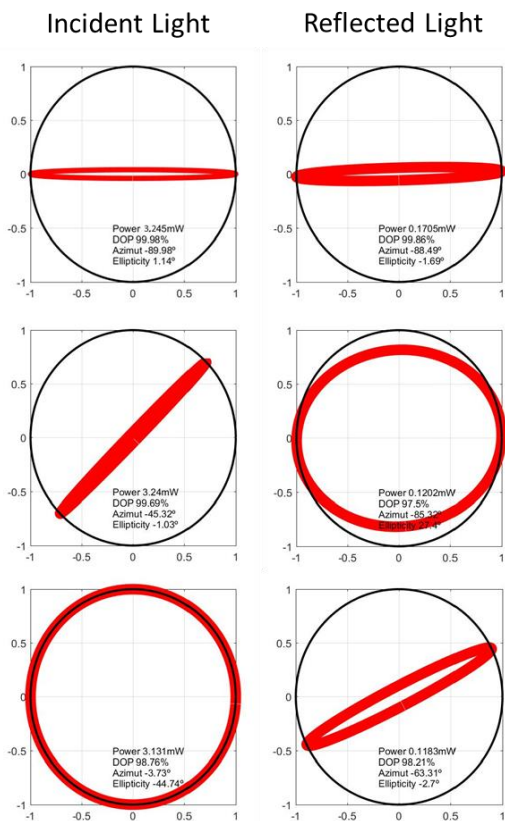 Incident Light
Reflected Light
1
0.5
0
-0.5
-1
-1
-0.5
0
0.5
1
Power 3.245mW
DOP 99.98%
Azimut -89.98º
Ellipticity 1.14º
1
0.5
0
-0.5
-1
-1
-0.5
0
0.5
1
Power 0.1705mW
DOP 99.86%
Azimut -88.49º
Ellipticity -1.69º
1
0.5
0
-0.5
-1
-1
-0.5
0
0.5
1
Power 3.24mW
DOP 99.69%
Azimut -45.32º
Ellipticity -1.03º
1
0.5
0
-0.5
-1
-1
-0.5
0
0.5
1
Power 0.1202mW
DOP 97.5%
Azimut -85.32º
Ellipticity 27.4º
1
0.5
0
-0.5
-1
-1
-0.5
0
0.5
1
Power 3.131mW
DOP 98.76%
Azimut -3.73º
Ellipticity -44.74º
1
0.5
0
-0.5
-1
-1
-0.5
0
0.5
1
Power 0.1183mW
DOP 98.21%
Azimut -63.31º
Ellipticity -2.7º